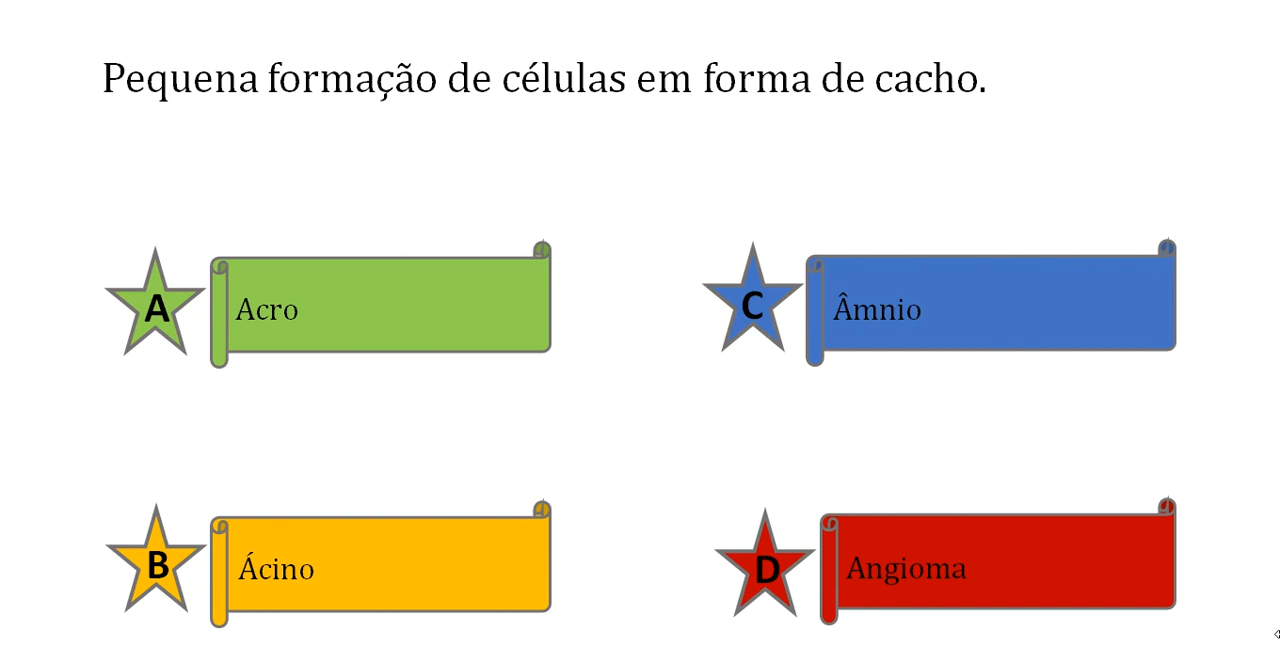 Pequena formação de células em forma de cacho.
A
Acro
C
Âmnio
B
Ácino
D
Angioma